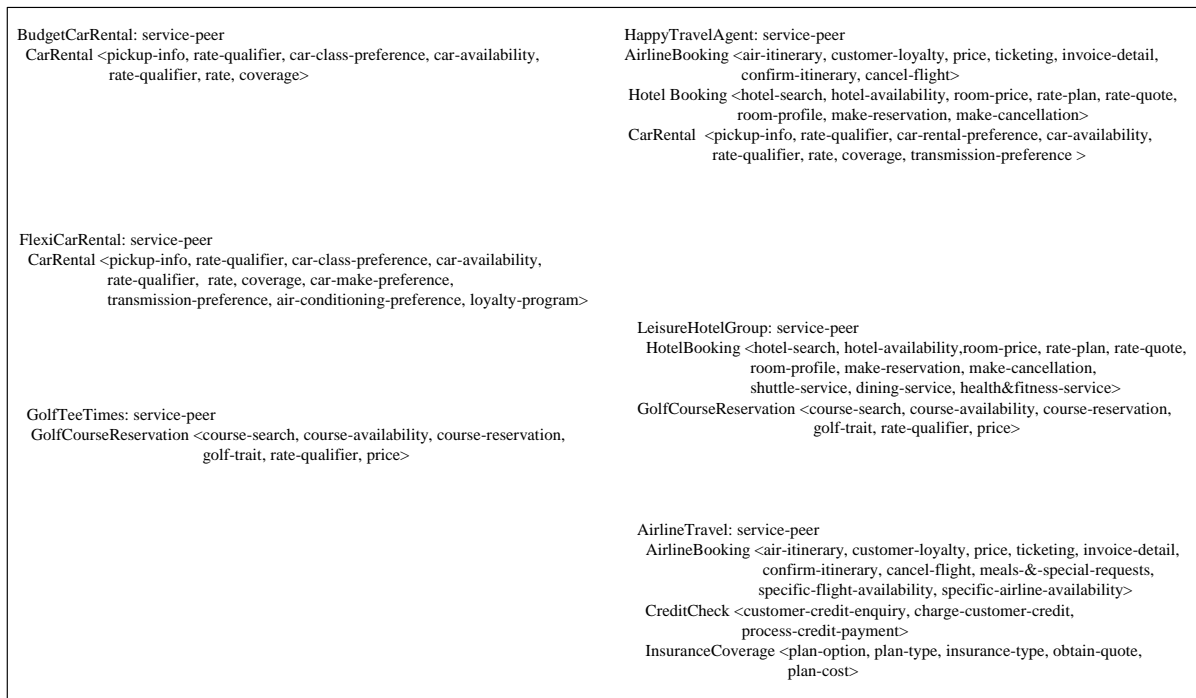 BudgetCarRental: service-peer
CarRental <pickup-info, rate-qualifier, car-class-preference, car-availability,
rate-qualifier, rate, coverage>
FlexiCarRental: service-peer
CarRental <pickup-info, rate-qualifier, car-class-preference, car-availability,
rate-qualifier, rate, coverage, car-make-preference,
transmission-preference, air-conditioning-preference, loyalty-program>
GolfTeeTimes: service-peer
GolfCourseReservation <course-search, course-availability, course-reservation,
golf-trait, rate-qualifier, price>
HappyTravelAgent: service-peer
AirlineBooking <air-itinerary, customer-loyalty, price, ticketing, invoice-detail,
confirm-itinerary, cancel-flight>
Hotel Booking <hotel-search, hotel-availability, room-price, rate-plan, rate-quote,
room-profile, make-reservation, make-cancellation>
CarRental <pickup-info, rate-qualifier, car-rental-preference, car-availability,
rate-qualifier, rate, coverage, transmission-preference >
LeisureHotelGroup: service-peer
HotelBooking <hotel-search, hotel-availability,room-price, rate-plan, rate-quote,
room-profile, make-reservation, make-cancellation,
shuttle-service, dining-service, health&fitness-service>
GolfCourseReservation <course-search, course-availability, course-reservation,
golf-trait, rate-qualifier, price>
AirlineTravel: service-peer
AirlineBooking <air-itinerary, customer-loyalty, price, ticketing, invoice-detail,
confirm-itinerary, cancel-flight, meals-&-special-requests,
specific-flight-availability, specific-airline-availability>
CreditCheck <customer-credit-enquiry, charge-customer-credit,
process-credit-payment>
InsuranceCoverage <plan-option, plan-type, insurance-type, obtain-quote,
plan-cost>